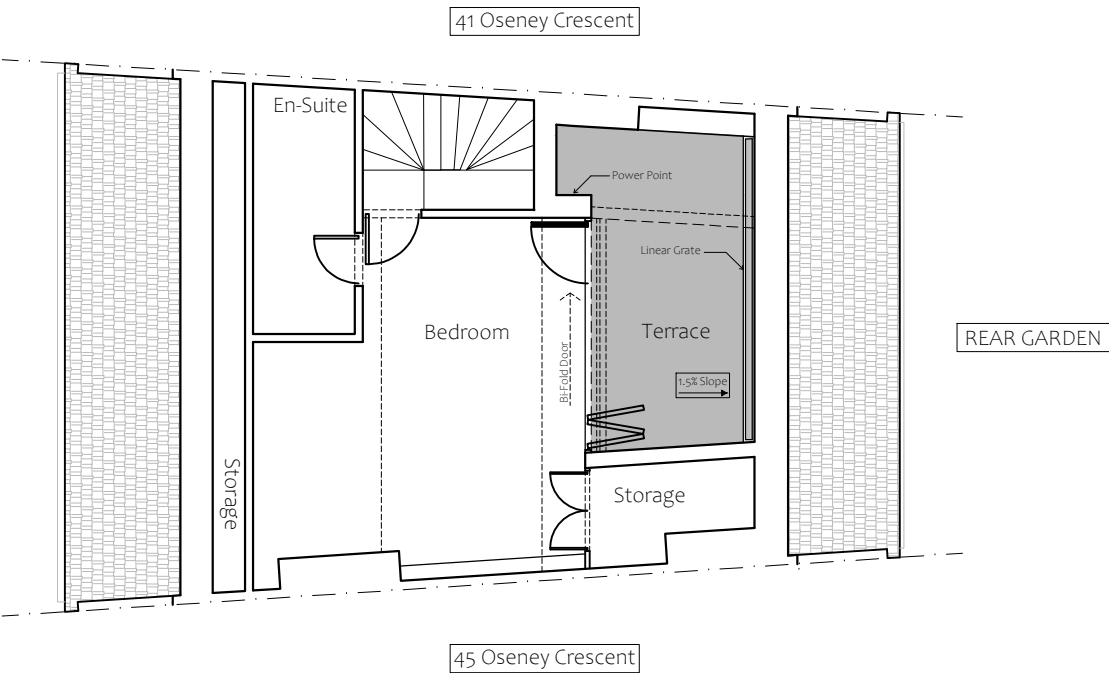 41 Oseney Crescent
En-Suite
Power Point
Linear Grate
Bedroom
Terrace
REAR GARDEN
Bi-Fold Door
1.5% Slope
Storage
Storage
45 Oseney Crescent